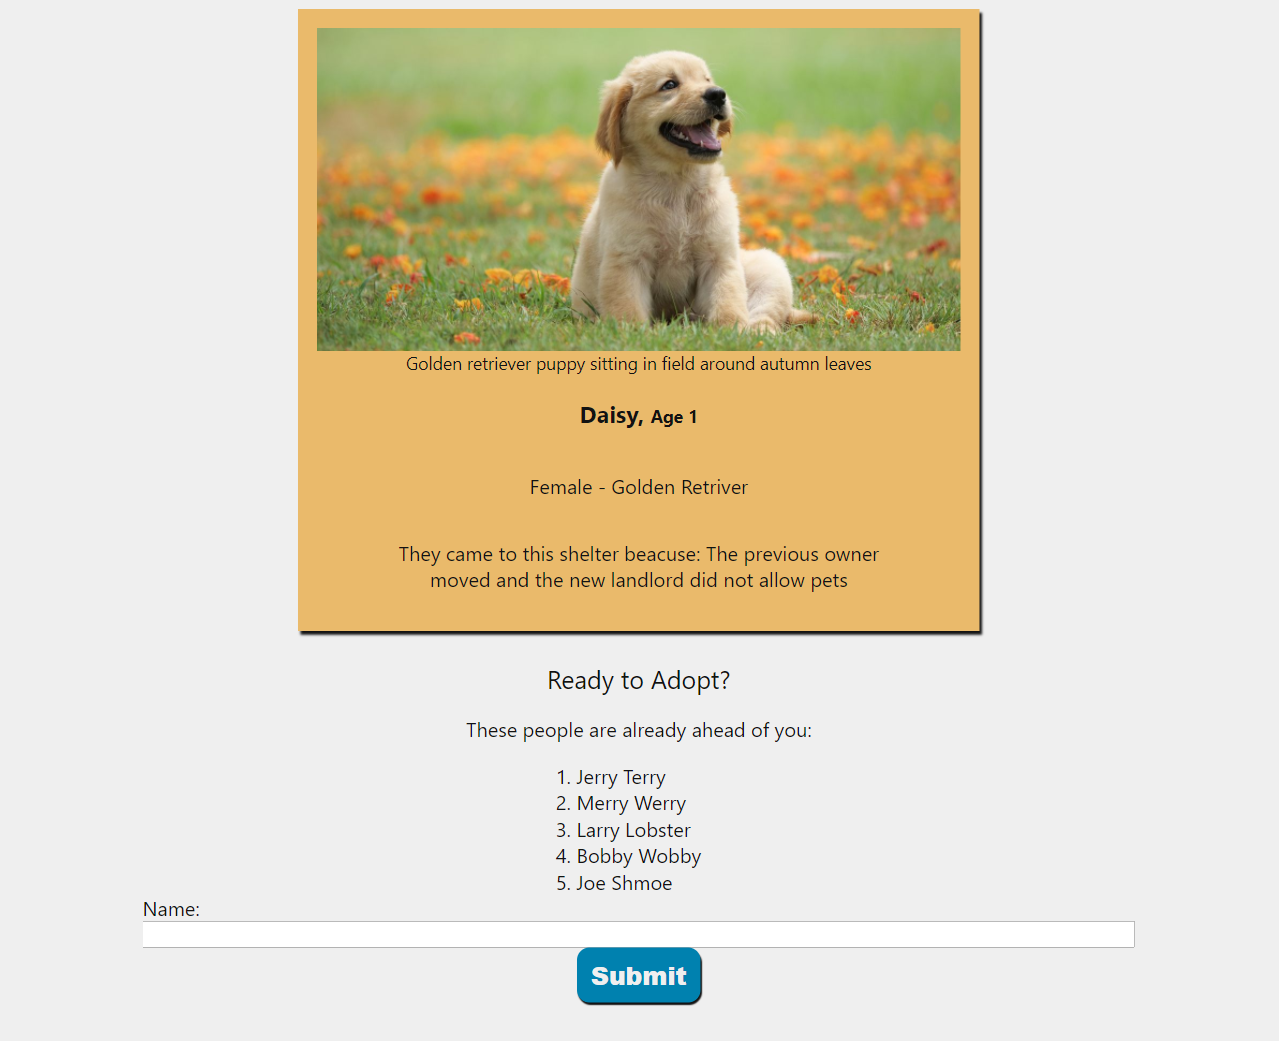 Golden retriever puppy sitting in field around autumn leaves
Daisy, Age 1
Female - Golden Retriver
They came to this shelter beacuse: The previous owner
moved and the new landlord did not allow pets
Ready to Adopt?
These people are already ahead of you:
1. Jerry Terry
2. Merry Werry
3. Larry Lobster
4. Bobby Wobby
5. Joe Shmoe
Name:
Submit